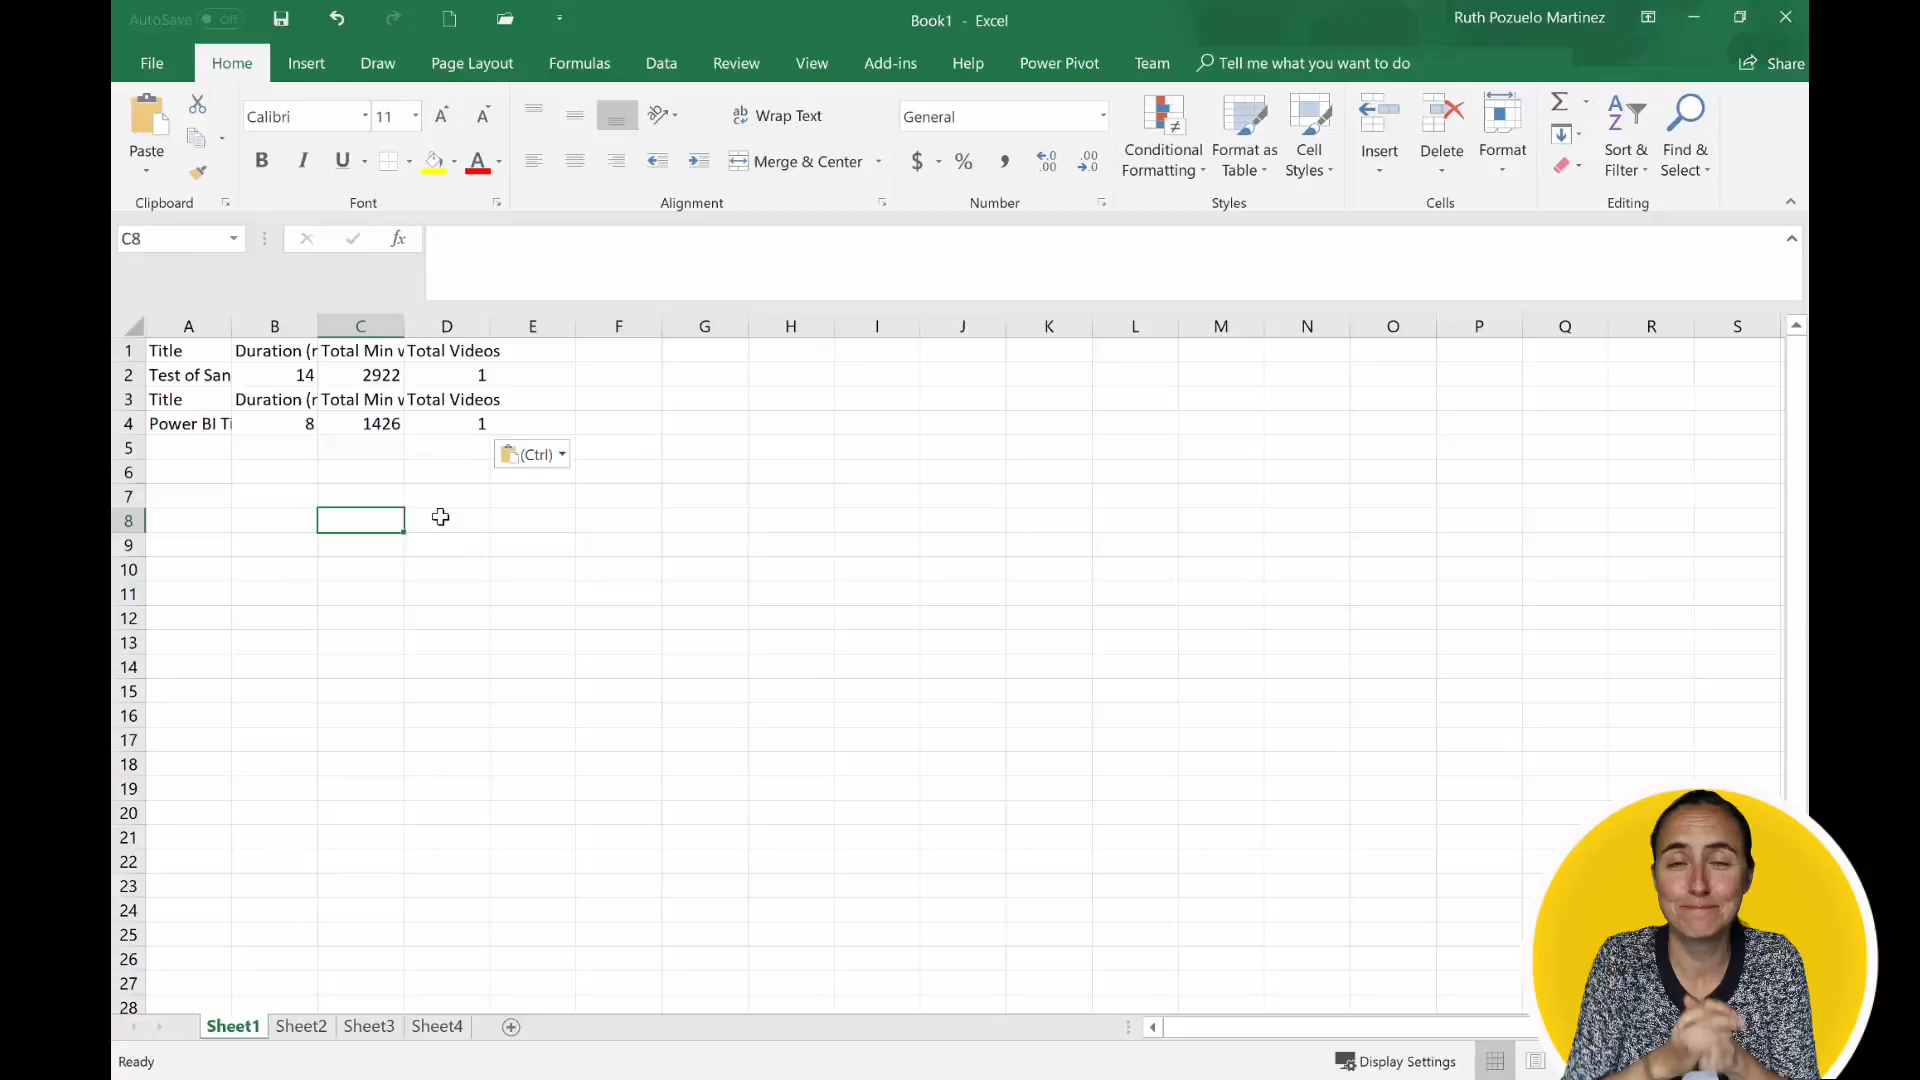 AutoSave Off
Book1 - Excel
Ruth Pozuelo Martinez
File Home Insert Draw Page Layout Formulas Data Review View Add-ins Help Power Pivot Team Tell me what you want to do Share
Paste
Clipboard
Calibri 11
B I U A
Font
ab Wrap Text
Merge & Center
Alignment
General
$ % ,
Number
Conditional Formatting
Format as Table
Cell Styles
Styles
Insert
Delete
Format
Cells
Sort & Filter
Find & Select
Editing
C8 fx
A B C D E F G H I J K L M N O P Q R S
1 Title Duration (r Total Min v Total Videos
2 Test of San 14 2922 1
3 Title Duration (r Total Min v Total Videos
4 Power BI Ti 8 1426 1
5
(Ctrl)
6
7
8
9
10
11
12
13
14
15
16
17
18
19
20
21
22
23
24
25
26
27
28
Sheet1 Sheet2 Sheet3 Sheet4
Ready
Display Settings